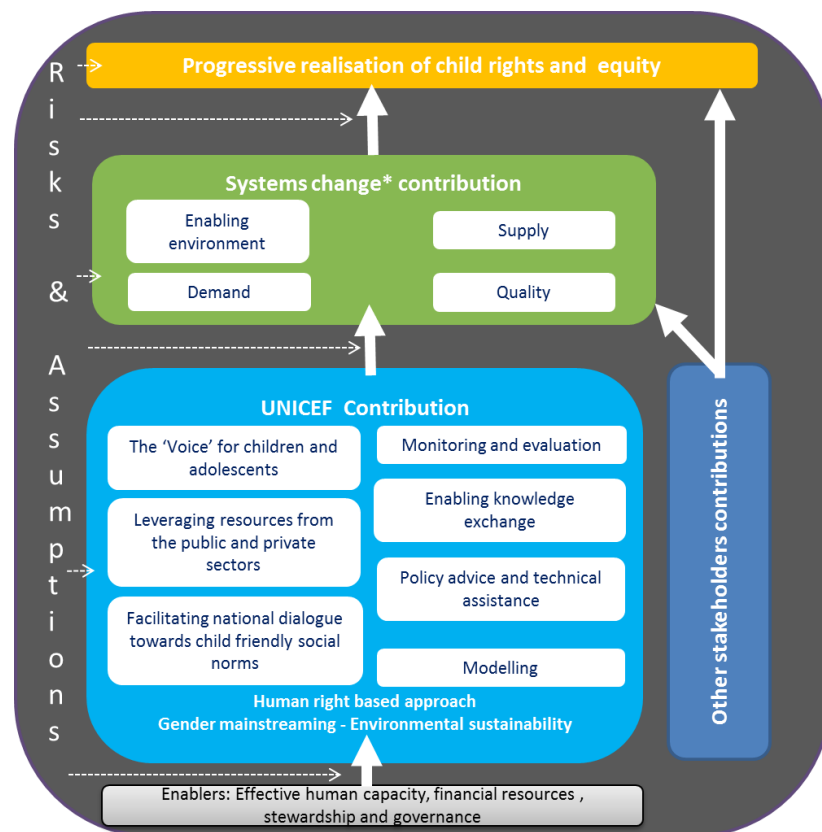 Risks & Assumptions
Progressive realisation of child rights and equity
Systems change* contribution
Enabling
environment
Supply
Demand
Quality
UNICEF Contribution
The ‘Voice’ for children and
adolescents
Monitoring and evaluation
Leveraging resources from
the public and private
sectors
Enabling knowledge
exchange
Policy advice and technical
assistance
Facilitating national dialogue
towards child friendly social
norms
Modelling
Human right based approach
Gender mainstreaming - Environmental sustainability
Other stakeholders contributions
Enablers: Effective human capacity, financial resources ,
stewardship and governance